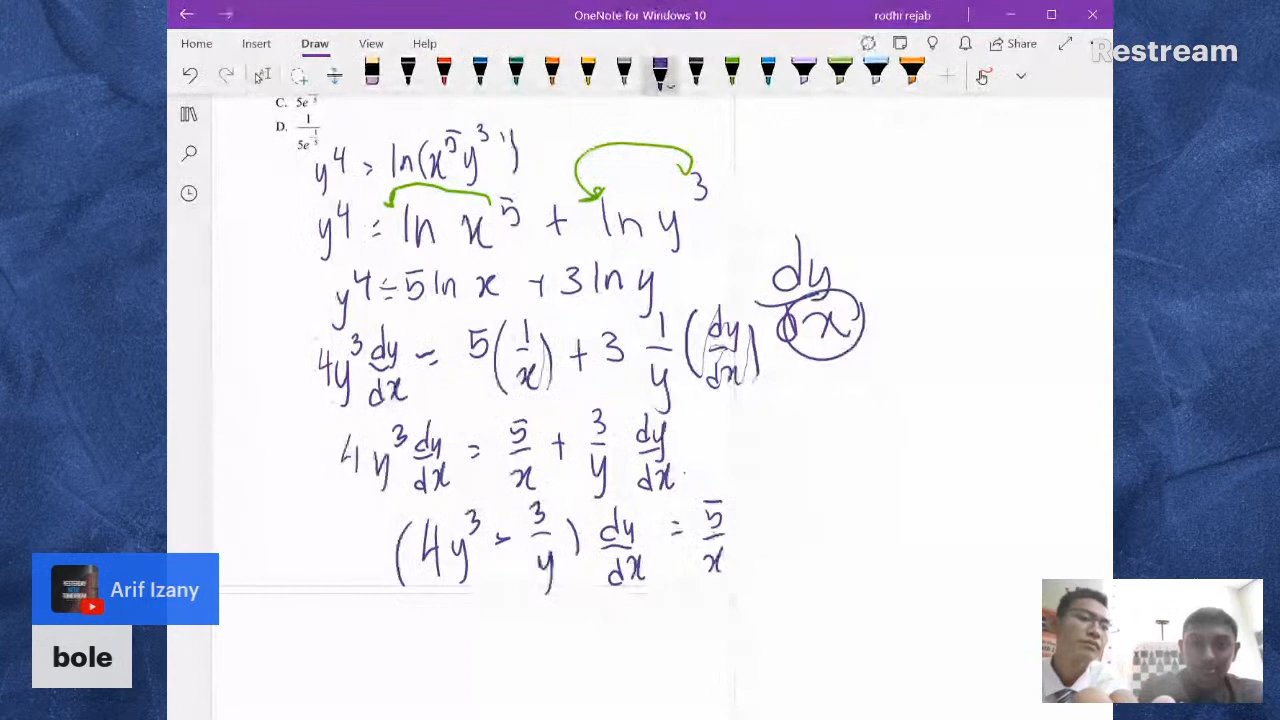 OneNote for Windows 10
rodhi rejab
Home Insert Draw View Help
Share
Restream
C. 5e^
D. 1
y⁴ = ln(x⁵y³)
y⁴ = ln x⁵ + ln y³
y⁴ = 5 ln x + 3 ln y
dy/dx
4y³ dy/dx = 5(1/x) + 3 1/y (dy/dx)
4y³ dy/dx = 5/x + 3/y dy/dx
(4y³ - 3/y) dy/dx = 5/x
Arif Izany
bole